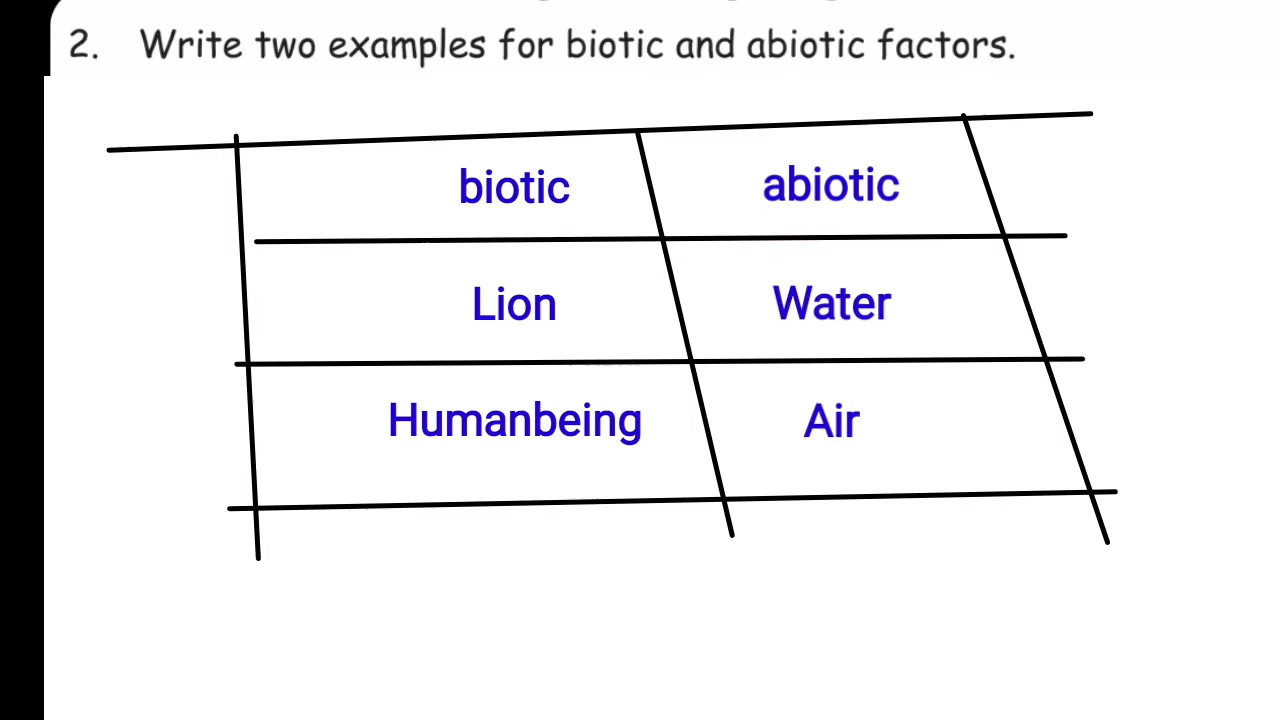 2. Write two examples for biotic and abiotic factors.
biotic abiotic
Lion Water
Humanbeing Air